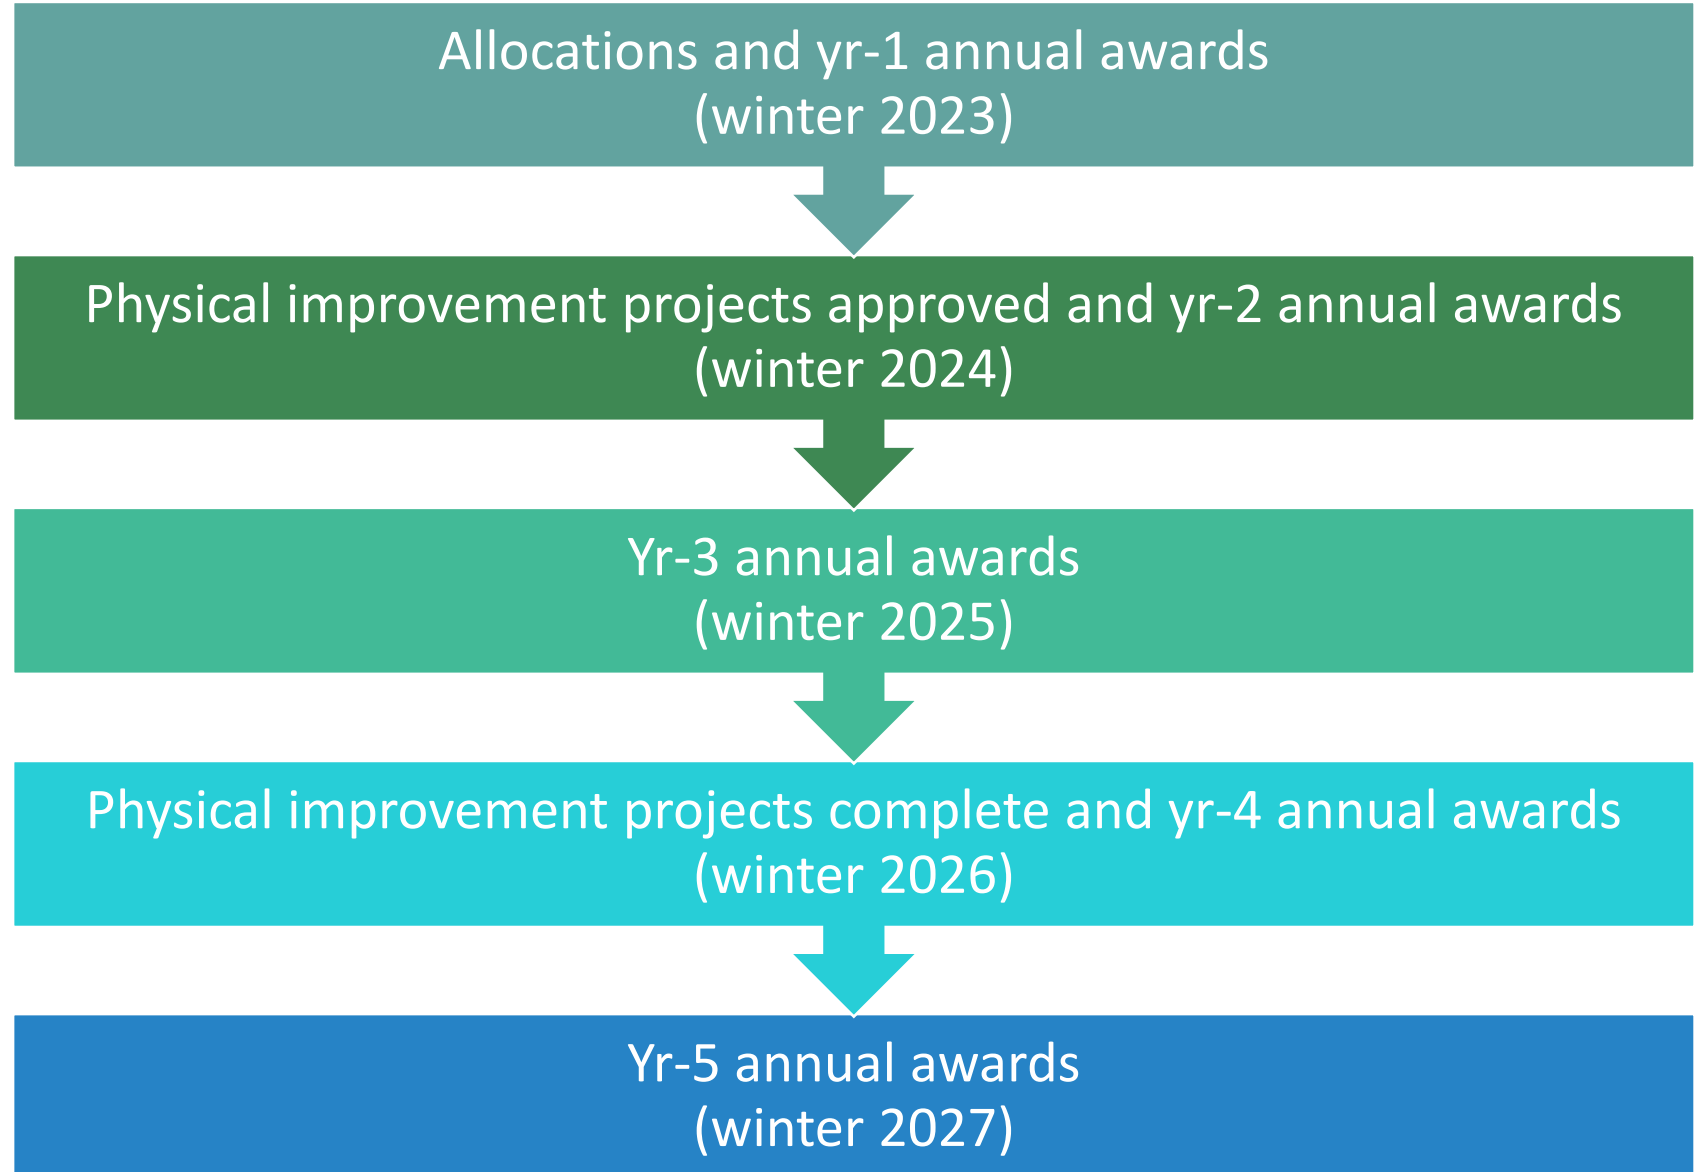 Allocations and yr-1 annual awards
(winter 2023)
Physical improvement projects approved and yr-2 annual awards
(winter 2024)
Yr-3 annual awards
(winter 2025)
Physical improvement projects complete and yr-4 annual awards
(winter 2026)
Yr-5 annual awards
(winter 2027)